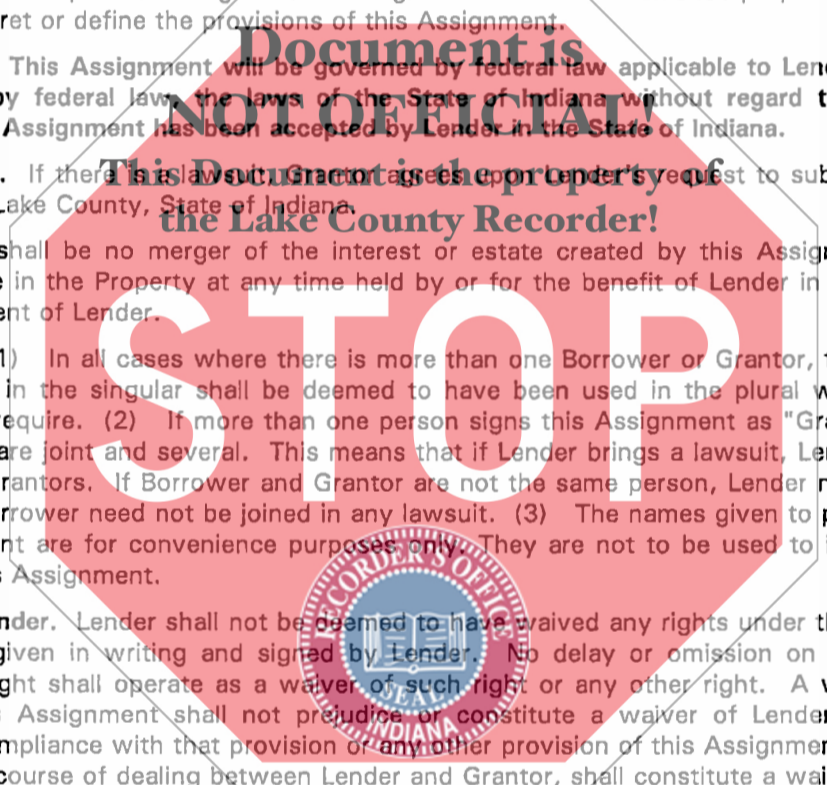 ret or define the provisions of this Assignment.
Document is
This Assignment will be governed by federal law applicable to Len
by federal law, the laws of the State of Indiana without regard t
NOT OFFICIAL!
Assignment has been accepted by Lender in the State of Indiana.
. If there is a lawsuit, Grantor agrees upon Lender's request to sub
This Document is the property of
Lake County, State of Indiana.
the Lake County Recorder!
shall be no merger of the interest or estate created by this Assign
e in the Property at any time held by or for the benefit of Lender in
ent of Lender.
STOP
1) In all cases where there is more than one Borrower or Grantor,
in the singular shall be deemed to have been used in the plural w
equire. (2) If more than one person signs this Assignment as "Gra
are joint and several. This means that if Lender brings a lawsuit, Le
rantors. If Borrower and Grantor are not the same person, Lender
rrower need not be joined in any lawsuit. (3) The names given to p
nt are for convenience purposes only. They are not to be used to
s Assignment.
RECORDER'S OFFICE
SEAL
INDIANA
nder. Lender shall not be deemed to have waived any rights under t
given in writing and signed by Lender. No delay or omission on
ght shall operate as a waiver of such right or any other right. A v
Assignment shall not prejudice or constitute a waiver of Lender
mpliance with that provision or any other provision of this Assignmen
course of dealing between Lender and Grantor, shall constitute a wai